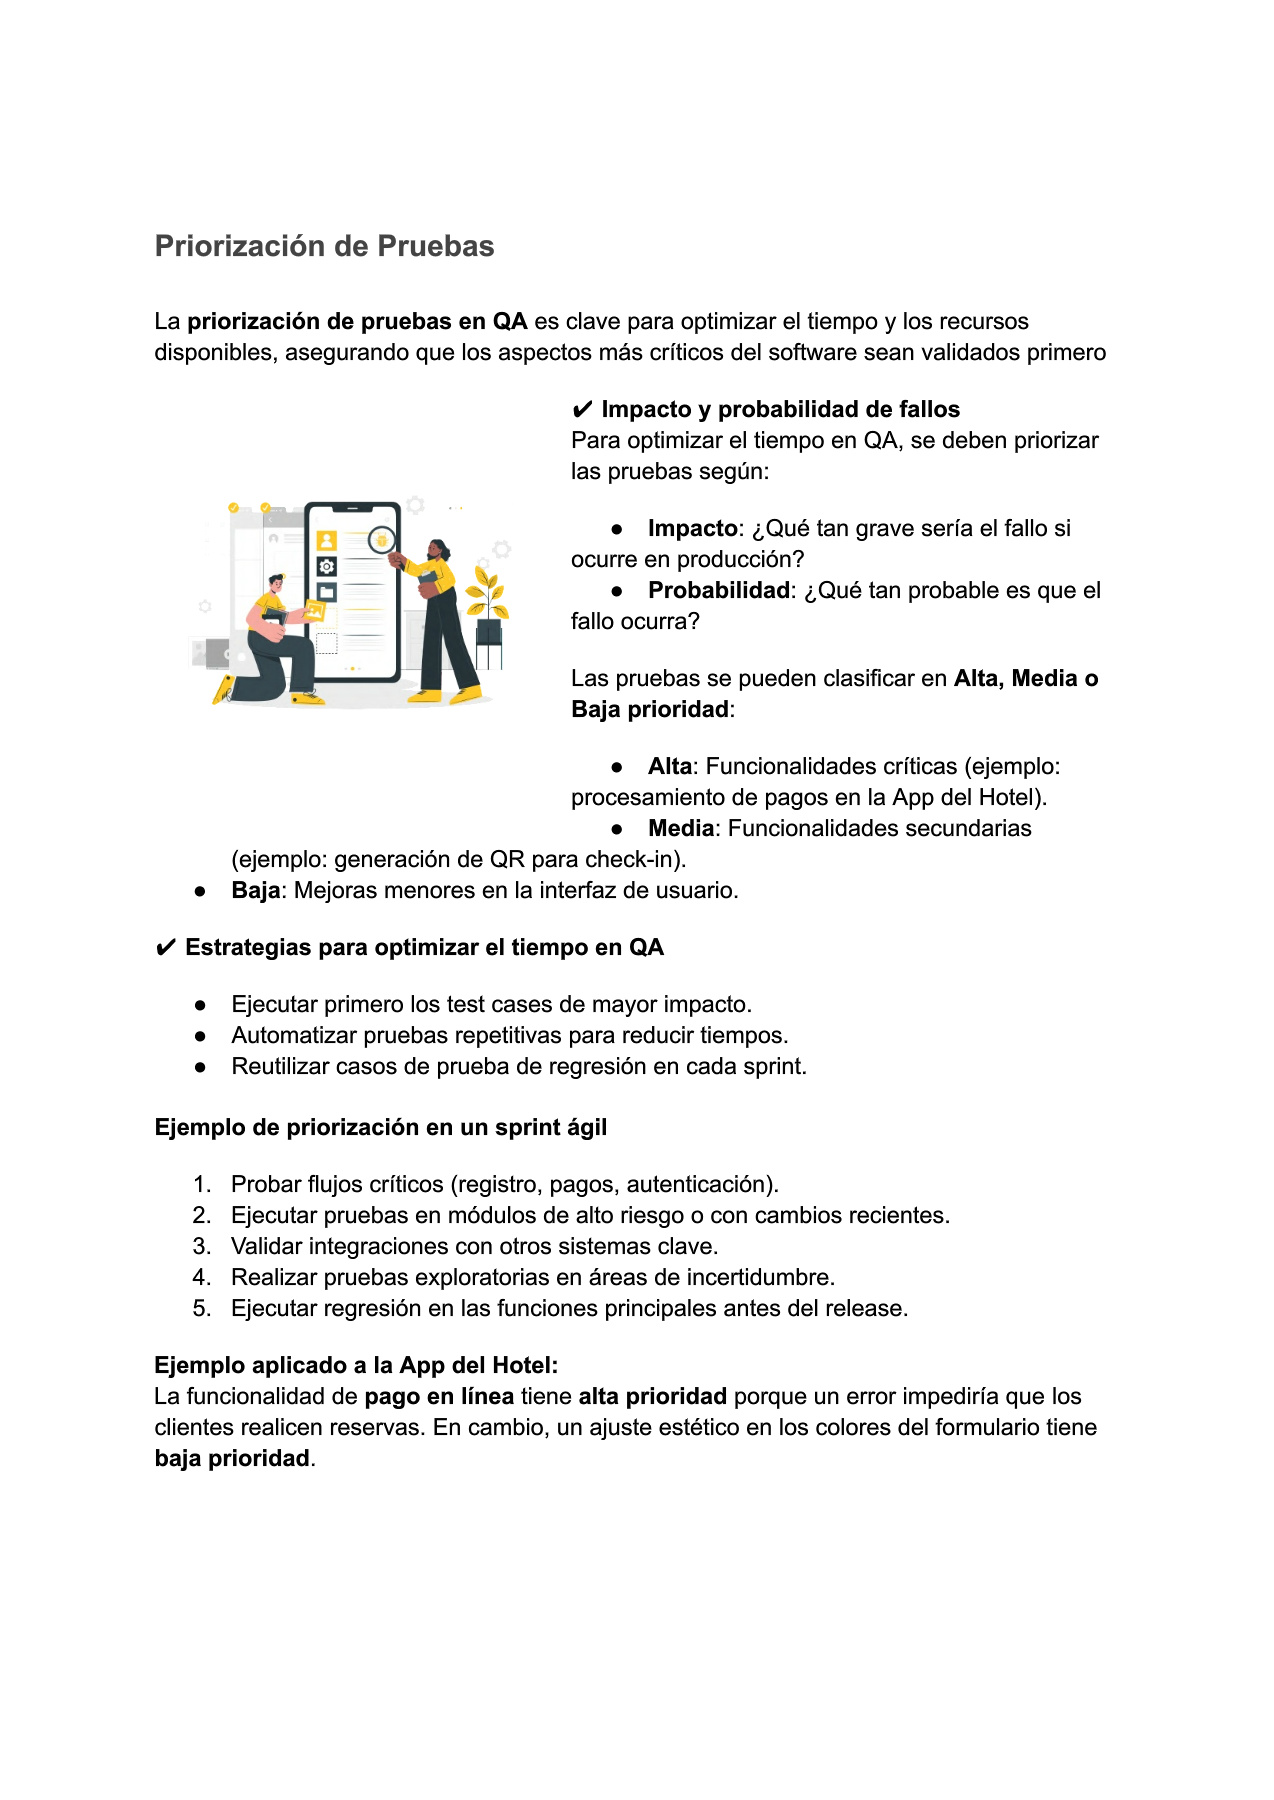 Priorización de Pruebas
La priorización de pruebas en QA es clave para optimizar el tiempo y los recursos
disponibles, asegurando que los aspectos más críticos del software sean validados primero
✔ Impacto y probabilidad de fallos
Para optimizar el tiempo en QA, se deben priorizar
las pruebas según:
● Impacto: ¿Qué tan grave sería el fallo si
ocurre en producción?
● Probabilidad: ¿Qué tan probable es que el
fallo ocurra?
Las pruebas se pueden clasificar en Alta, Media o
Baja prioridad:
● Alta: Funcionalidades críticas (ejemplo:
procesamiento de pagos en la App del Hotel).
● Media: Funcionalidades secundarias
(ejemplo: generación de QR para check-in).
● Baja: Mejoras menores en la interfaz de usuario.
✔ Estrategias para optimizar el tiempo en QA
● Ejecutar primero los test cases de mayor impacto.
● Automatizar pruebas repetitivas para reducir tiempos.
● Reutilizar casos de prueba de regresión en cada sprint.
Ejemplo de priorización en un sprint ágil
1. Probar flujos críticos (registro, pagos, autenticación).
2. Ejecutar pruebas en módulos de alto riesgo o con cambios recientes.
3. Validar integraciones con otros sistemas clave.
4. Realizar pruebas exploratorias en áreas de incertidumbre.
5. Ejecutar regresión en las funciones principales antes del release.
Ejemplo aplicado a la App del Hotel:
La funcionalidad de pago en línea tiene alta prioridad porque un error impediría que los
clientes realicen reservas. En cambio, un ajuste estético en los colores del formulario tiene
baja prioridad.